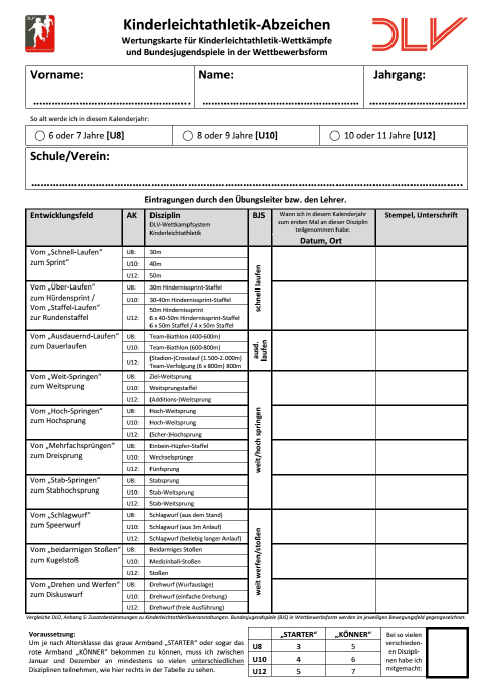 DLV
Kinderleichtathletik-Abzeichen
Wertungskarte für Kinderleichtathletik-Wettkämpfe
und Bundesjugendspiele in der Wettbewerbsform
DLV
Vorname: Name: Jahrgang:
So alt werde ich in diesem Kalenderjahr:
6 oder 7 Jahre [U8] 8 oder 9 Jahre [U10] 10 oder 11 Jahre [U12]
Schule/Verein:
Eintragungen durch den Übungsleiter bzw. den Lehrer.
Entwicklungsfeld AK Disziplin BJS Wann ich in diesem Kalenderjahr Stempel, Unterschrift
DLV-Wettkampfsystem zum ersten Mal an dieser Disziplin
Kinderleichtathletik teilgenommen habe.
Datum, Ort
Vom „Schnell-Laufen" U8: 30m
zum Sprint" U10: 40m
U12: 50m
schnell laufen
Vom „Über-Laufen" U8: 30m Hindernissprint-Staffel
zum Hürdensprint / U10: 30-40m Hindernissprint-Staffel
Vom „Staffel-Laufen" 50m Hindernissprint
zur Rundenstaffel U12: 6 x 40-50m Hindernissprint-Staffel
6 x 50m Staffel / 4 x 50m Staffel
Vom „Ausdauernd-Laufen" U8: Team-Biathlon (400-600m)
zum Dauerlaufen U10: Team-Biathlon (600-800m)
U12: (Stadion-)Crosslauf (1.500-2.000m)
Team-Verfolgung (6 x 800m) 800m
ausd.
laufen
Vom „Weit-Springen" U8: Ziel-Weitsprung
zum Weitsprung U10: Weitsprungstaffel
U12: (Additions-)Weitsprung
Vom „Hoch-Springen" U8: Hoch-Weitsprung
zum Hochsprung U10: Hoch-Weitsprung
U12: (Scher-)Hochsprung
weit/hoch springen
Vom „Mehrfachsprüngen" U8: Einbein-Hüpfer-Staffel
zum Dreisprung U10: Wechselsprünge
U12: Fünfsprung
Vom „Stab-Springen" U8: Stabsprung
zum Stabhochsprung U10: Stab-Weitsprung
U12: Stab-Weitsprung
Vom „Schlagwurf" U8: Schlagwurf (aus dem Stand)
zum Speerwurf U10: Schlagwurf (aus 3m Anlauf)
U12: Schlagwurf (beliebig langer Anlauf)
Vom „beidarmigen Stoßen" U8: Beidarmiges Stoßen
zum Kugelstoß U10: Medizinball-Stoßen
U12: Stoßen
weit werfen/stoßen
Vom „Drehen und Werfen" U8: Drehwurf (Wurfauslage)
zum Diskuswurf U10: Drehwurf (einfache Drehung)
U12: Drehwurf (freie Ausführung)
Vergleiche DLO, Anhang 5: Zusatzbestimmungen zu Kinderleichtathletikveranstaltungen. Bundesjugendspiele (BJS) in Wettbewerbsform werden im jeweiligen Bewegungsfeld gegengezeichnet.
Voraussetzung:
Um je nach Altersklasse das graue Armband „STARTER" oder sogar das
rote Armband „KÖNNER" bekommen zu können, muss ich zwischen
Januar und Dezember an mindestens so vielen unterschiedlichen
Disziplinen teilnehmen, wie hier rechts in der Tabelle zu sehen.
„STARTER" „KÖNNER"
U8 3 5
U10 4 6
U12 5 7
Bei so vielen
verschieden-
en Diszipli-
nen habe ich
mitgemacht: